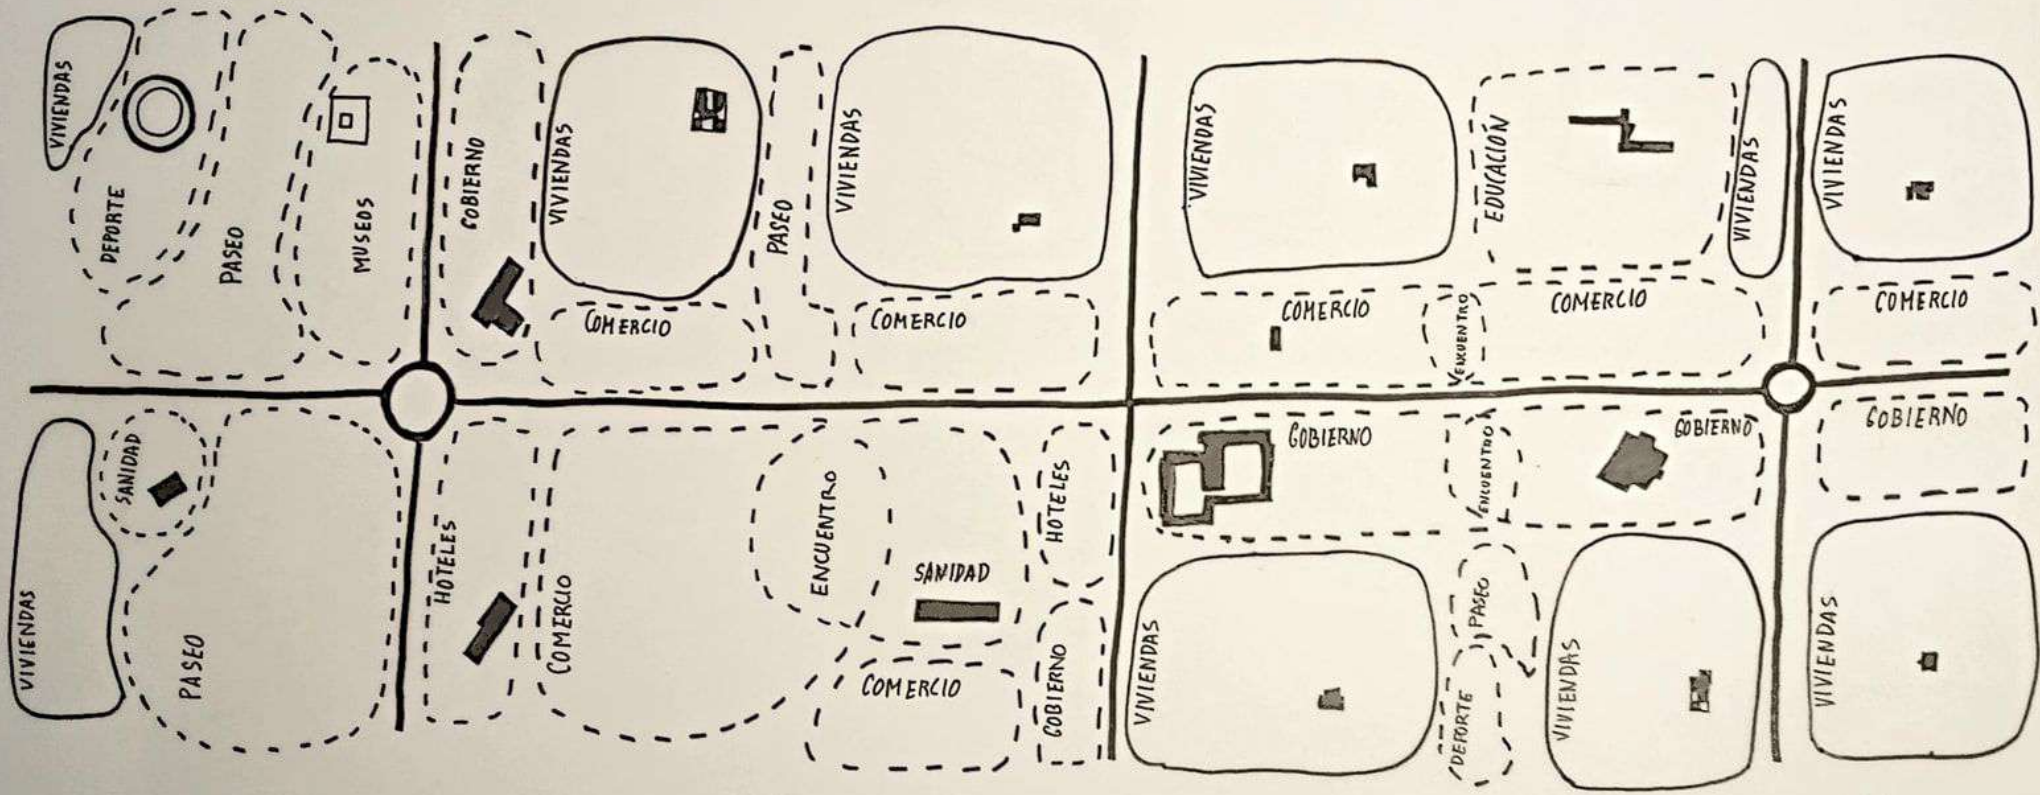 VIVIENDAS
DEPORTE
PASEO
MUSEOS
GOBIERNO
VIVIENDAS
COMERCIO
PASEO
VIVIENDAS
COMERCIO
VIVIENDAS
COMERCIO
ENCUENTRO
EDUCACIÓN
COMERCIO
VIVIENDAS
VIVIENDAS
COMERCIO
VIVIENDAS
SANIDAD
PASEO
HOTELES
COMERCIO
ENCUENTRO
SANIDAD
COMERCIO
HOTELES
GOBIERNO
GOBIERNO
VIVIENDAS
ENCUENTRO
PASEO
DEPORTE
GOBIERNO
VIVIENDAS
GOBIERNO
VIVIENDAS